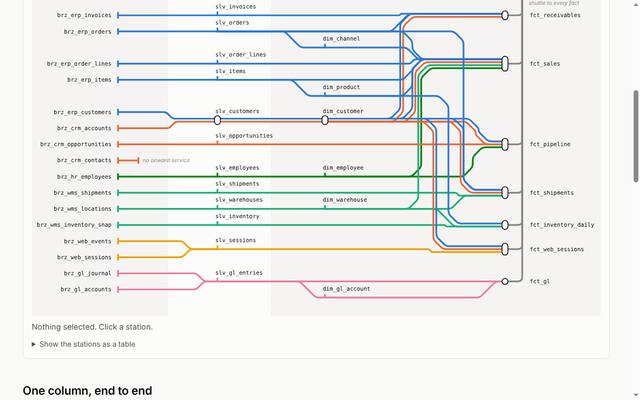 shuttle to every fact
brz_erp_invoices
slv_invoices
fct_receivables
brz_erp_orders
slv_orders
dim_channel
brz_erp_order_lines
slv_order_lines
fct_sales
brz_erp_items
slv_items
dim_product
brz_erp_customers
slv_customers
dim_customer
brz_crm_accounts
brz_crm_opportunities
slv_opportunities
fct_pipeline
brz_crm_contacts
no onward service
brz_hr_employees
slv_employees
dim_employee
brz_wms_shipments
slv_shipments
fct_shipments
brz_wms_locations
slv_warehouses
dim_warehouse
brz_wms_inventory_snap
slv_inventory
fct_inventory_daily
brz_web_events
slv_sessions
fct_web_sessions
brz_web_sessions
brz_gl_journal
slv_gl_entries
fct_gl
brz_gl_accounts
dim_gl_account
Nothing selected. Click a station.
▶ Show the stations as a table
One column, end to end